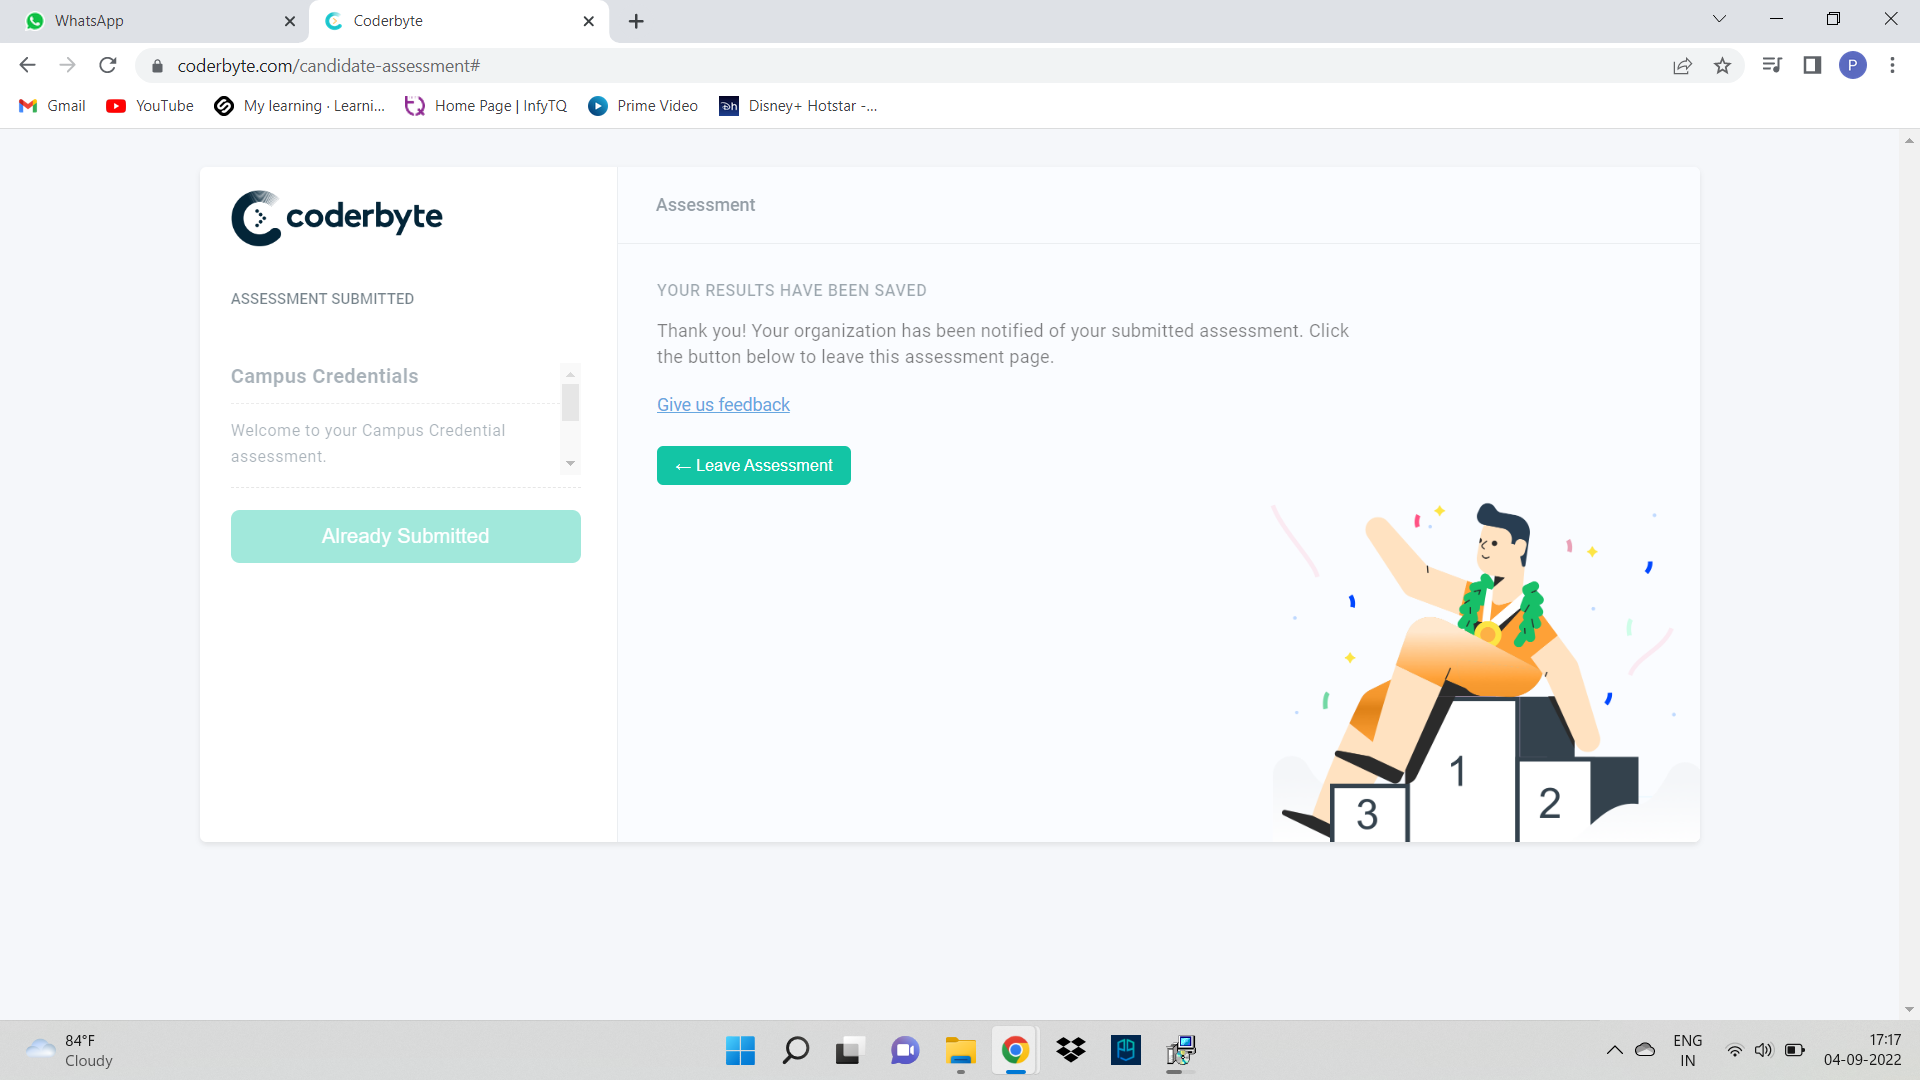 WhatsApp
Coderbyte
coderbyte.com/candidate-assessment#
P
Gmail
YouTube
My learning · Learni...
Home Page | InfyTQ
Prime Video
Disney+ Hotstar -...
coderbyte
ASSESSMENT SUBMITTED
Campus Credentials
Welcome to your Campus Credential
assessment.
Already Submitted
Assessment
YOUR RESULTS HAVE BEEN SAVED
Thank you! Your organization has been notified of your submitted assessment. Click
the button below to leave this assessment page.
Give us feedback
← Leave Assessment
1
2
3
84°F
Cloudy
ENG
IN
17:17
04-09-2022